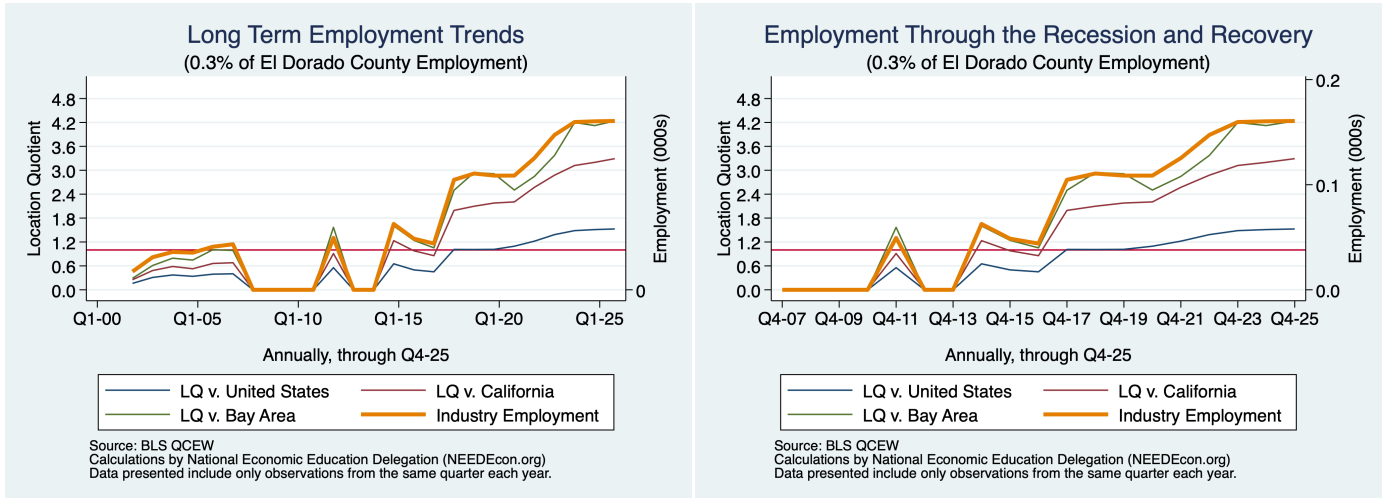 Long Term Employment Trends
(0.3% of El Dorado County Employment)
Location Quotient
4.8
4.2
3.6
3.0
2.4
1.8
1.2
0.6
0.0
0
Employment (000s)
Q1-00 Q1-05 Q1-10 Q1-15 Q1-20 Q1-25
Annually, through Q4-25
LQ v. United States LQ v. California
LQ v. Bay Area Industry Employment
Source: BLS QCEW
Calculations by National Economic Education Delegation (NEEDEcon.org)
Data presented include only observations from the same quarter each year.
Employment Through the Recession and Recovery
(0.3% of El Dorado County Employment)
Location Quotient
4.8
4.2
3.6
3.0
2.4
1.8
1.2
0.6
0.0
0.2
0.1
0.0
Employment (000s)
Q4-07 Q4-09 Q4-11 Q4-13 Q4-15 Q4-17 Q4-19 Q4-21 Q4-23 Q4-25
Annually, through Q4-25
LQ v. United States LQ v. California
LQ v. Bay Area Industry Employment
Source: BLS QCEW
Calculations by National Economic Education Delegation (NEEDEcon.org)
Data presented include only observations from the same quarter each year.